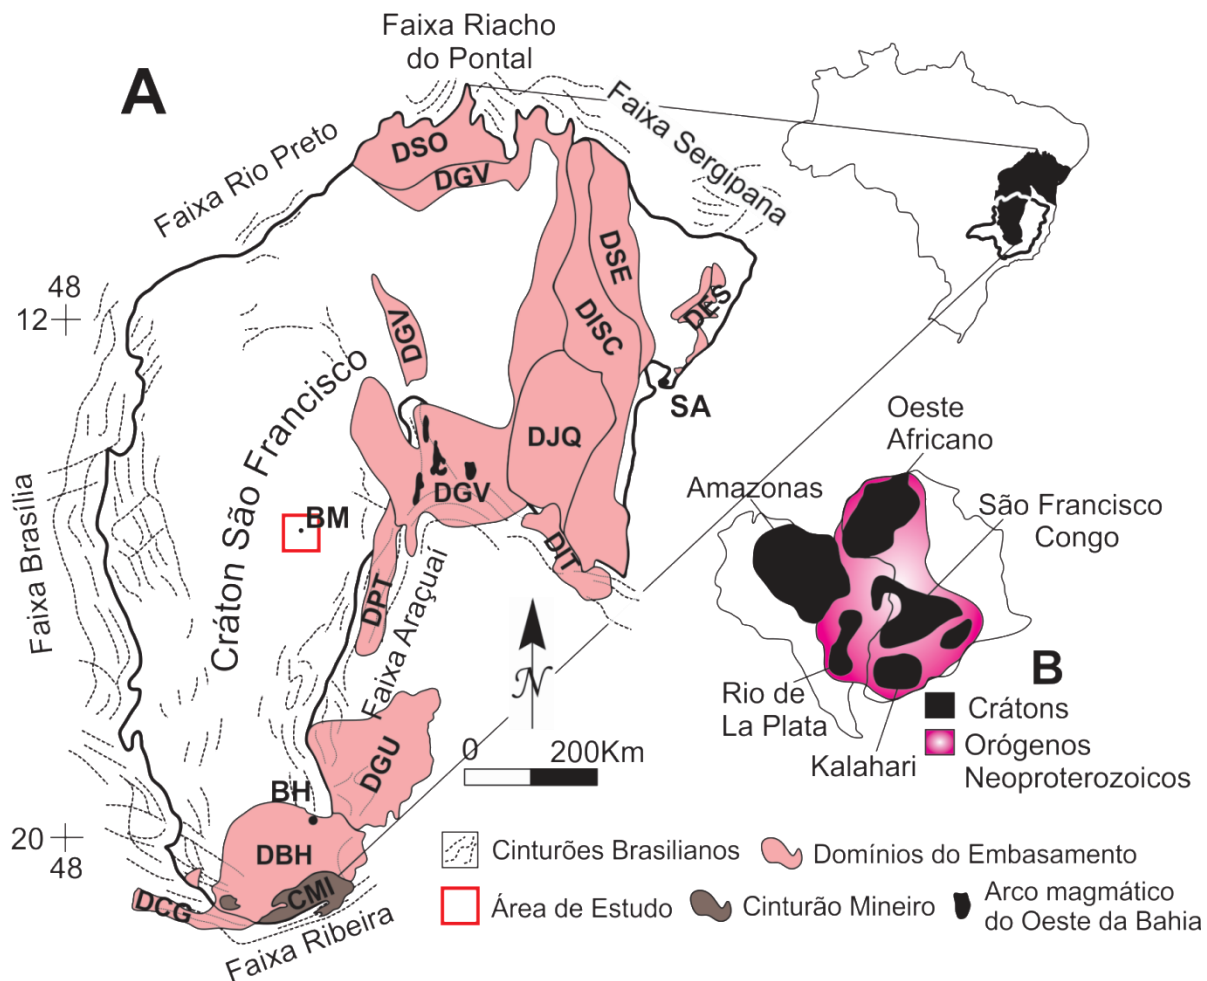 A
Faixa Riacho
do Pontal
Faixa Rio Preto
Faixa Sergipana
DSO
DGV
DSE
DISC
DES
DGV
48
12
SA
DJQ
DGV
Cráton São Francisco
BM
Faixa Brasília
DIT
DPT
Faixa Araçuaí
N
0 200Km
DGU
BH
DBH
CMI
DCG
20
48
Faixa Ribeira
Oeste
Africano
Amazonas
São Francisco
Congo
Rio de
La Plata
Kalahari
B
Crátons
Orógenos
Neoproterozoicos
Cinturões Brasilianos
Domínios do Embasamento
Área de Estudo
Cinturão Mineiro
Arco magmático
do Oeste da Bahia